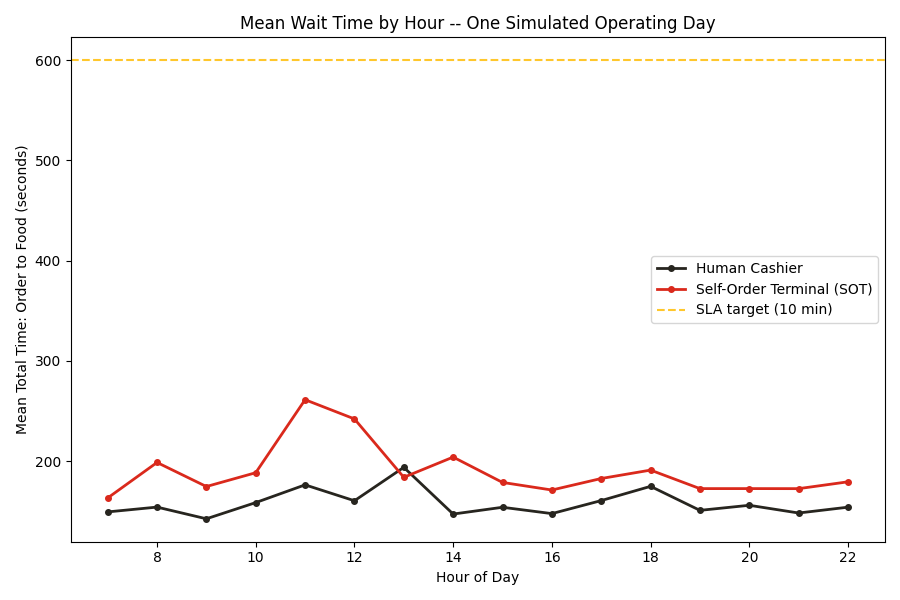 Mean Wait Time by Hour -- One Simulated Operating Day
Mean Total Time: Order to Food (seconds)
600
500
400
300
200
Human Cashier
Self-Order Terminal (SOT)
SLA target (10 min)
8 10 12 14 16 18 20 22
Hour of Day